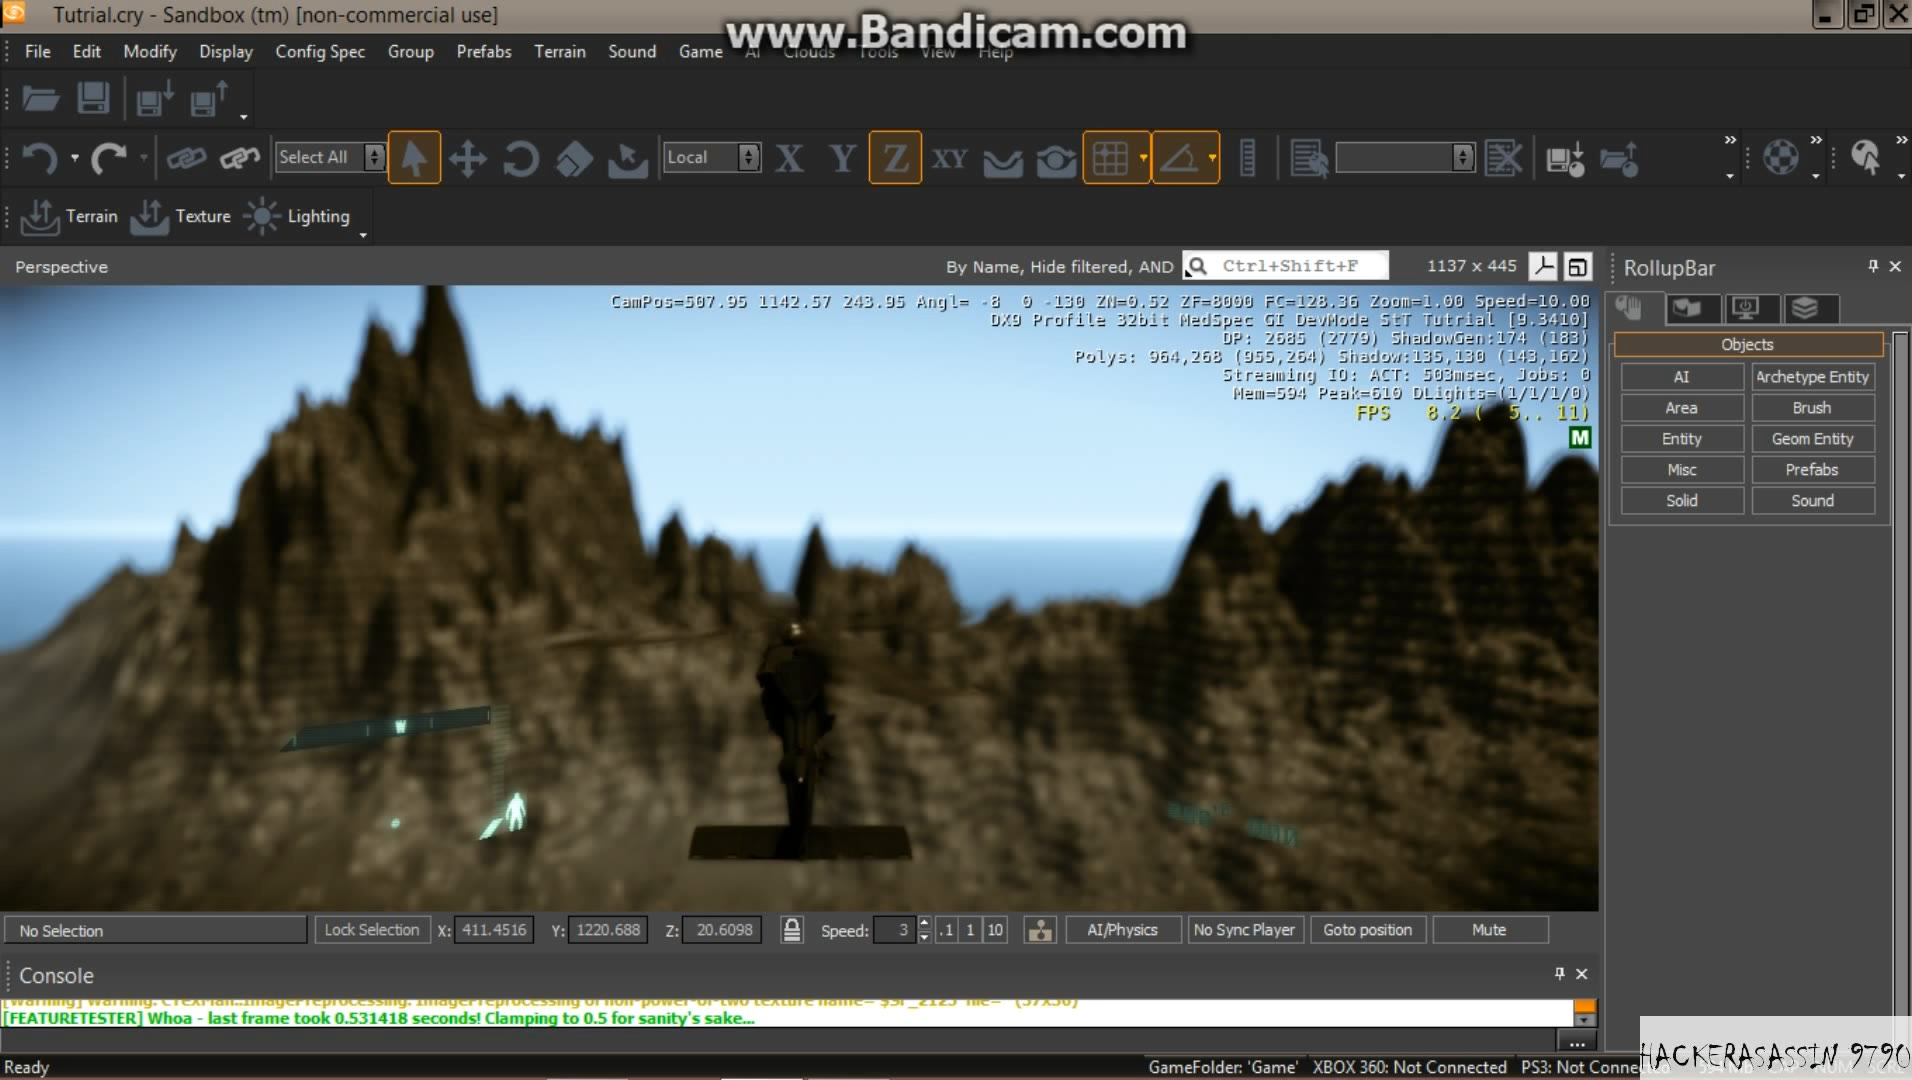 Tutrial.cry - Sandbox (tm) [non-commercial use]
www.Bandicam.com
File Edit Modify Display Config Spec Group Prefabs Terrain Sound Game AI Clouds Tools View Help
Select All
Local
X Y Z XY
Terrain Texture Lighting
Perspective
By Name, Hide filtered, AND
Ctrl+Shift+F
1137 x 445
CamPos=507.95 1142.57 243.95 Angl= -8 0 -130 ZN=0.52 ZF=8000 FC=128.36 Zoom=1.00 Speed=10.00
DX9 Profile 32bit MedSpec GI DevMode StT Tutrial [9.3410]
DP: 2685 (2779) ShadowGen:174 (183)
Polys: 964,268 (955,264) Shadow:135,130 (143,162)
Streaming IO: ACT: 503msec, Jobs: 0
Mem=594 Peak=610 DLights=(1/1/1/0)
FPS 8.2 ( 5.. 11)
M
RollupBar
Objects
AI Archetype Entity
Area Brush
Entity Geom Entity
Misc Prefabs
Solid Sound
No Selection
Lock Selection
X: 411.4516
Y: 1220.688
Z: 20.6098
Speed: 3 .1 1 10
AI/Physics
No Sync Player
Goto position
Mute
Console
[FEATURETESTER] Whoa - last frame took 0.531418 seconds! Clamping to 0.5 for sanity's sake...
...
Ready
GameFolder: 'Game' XBOX 360: Not Connected PS3: Not Connec
HACKERASASSIN 9790